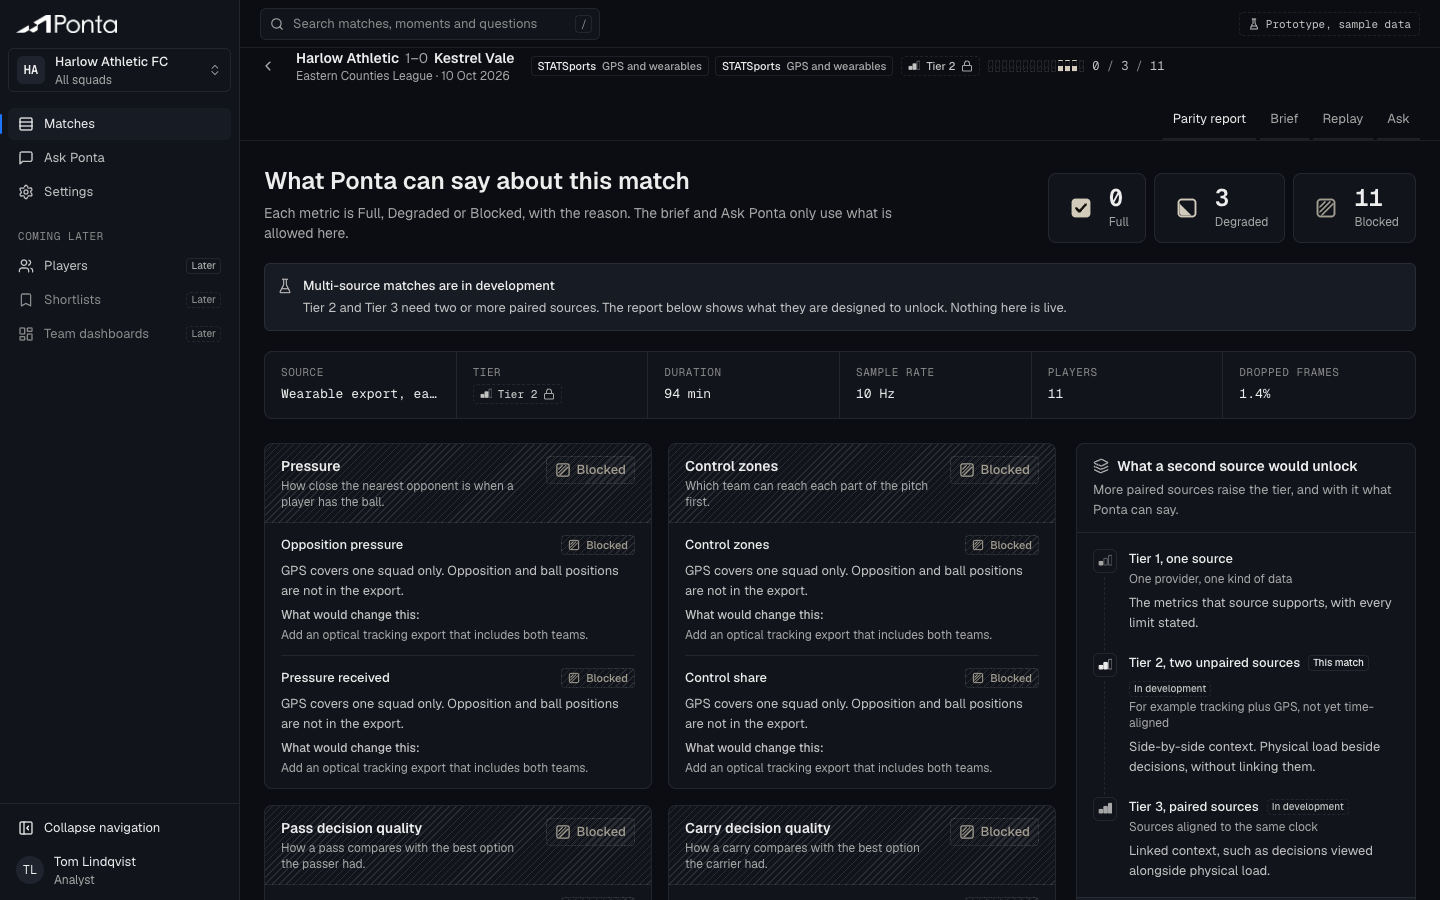 Ponta
Search matches, moments and questions
/
Prototype, sample data
HA
Harlow Athletic FC
All squads
Harlow Athletic 1–0 Kestrel Vale
Eastern Counties League · 10 Oct 2026
STATSports GPS and wearables
STATSports GPS and wearables
Tier 2
0 / 3 / 11
Matches
Ask Ponta
Settings
COMING LATER
Players
Later
Shortlists
Later
Team dashboards
Later
Collapse navigation
TL
Tom Lindqvist
Analyst
Parity report
Brief
Replay
Ask
What Ponta can say about this match
Each metric is Full, Degraded or Blocked, with the reason. The brief and Ask Ponta only use what is
allowed here.
0
Full
3
Degraded
11
Blocked
Multi-source matches are in development
Tier 2 and Tier 3 need two or more paired sources. The report below shows what they are designed to unlock. Nothing here is live.
SOURCE
Wearable export, ea…
TIER
Tier 2
DURATION
94 min
SAMPLE RATE
10 Hz
PLAYERS
11
DROPPED FRAMES
1.4%
Pressure
Blocked
How close the nearest opponent is when a
player has the ball.
Opposition pressure
Blocked
GPS covers one squad only. Opposition and ball positions
are not in the export.
What would change this:
Add an optical tracking export that includes both teams.
Pressure received
Blocked
GPS covers one squad only. Opposition and ball positions
are not in the export.
What would change this:
Add an optical tracking export that includes both teams.
Control zones
Blocked
Which team can reach each part of the pitch
first.
Control zones
Blocked
GPS covers one squad only. Opposition and ball positions
are not in the export.
What would change this:
Add an optical tracking export that includes both teams.
Control share
Blocked
GPS covers one squad only. Opposition and ball positions
are not in the export.
What would change this:
Add an optical tracking export that includes both teams.
Pass decision quality
Blocked
How a pass compares with the best option
the passer had.
Carry decision quality
Blocked
How a carry compares with the best option
the carrier had.
What a second source would unlock
More paired sources raise the tier, and with it what
Ponta can say.
Tier 1, one source
One provider, one kind of data
The metrics that source supports, with every
limit stated.
Tier 2, two unpaired sources
This match
In development
For example tracking plus GPS, not yet time-
aligned
Side-by-side context. Physical load beside
decisions, without linking them.
Tier 3, paired sources
In development
Sources aligned to the same clock
Linked context, such as decisions viewed
alongside physical load.